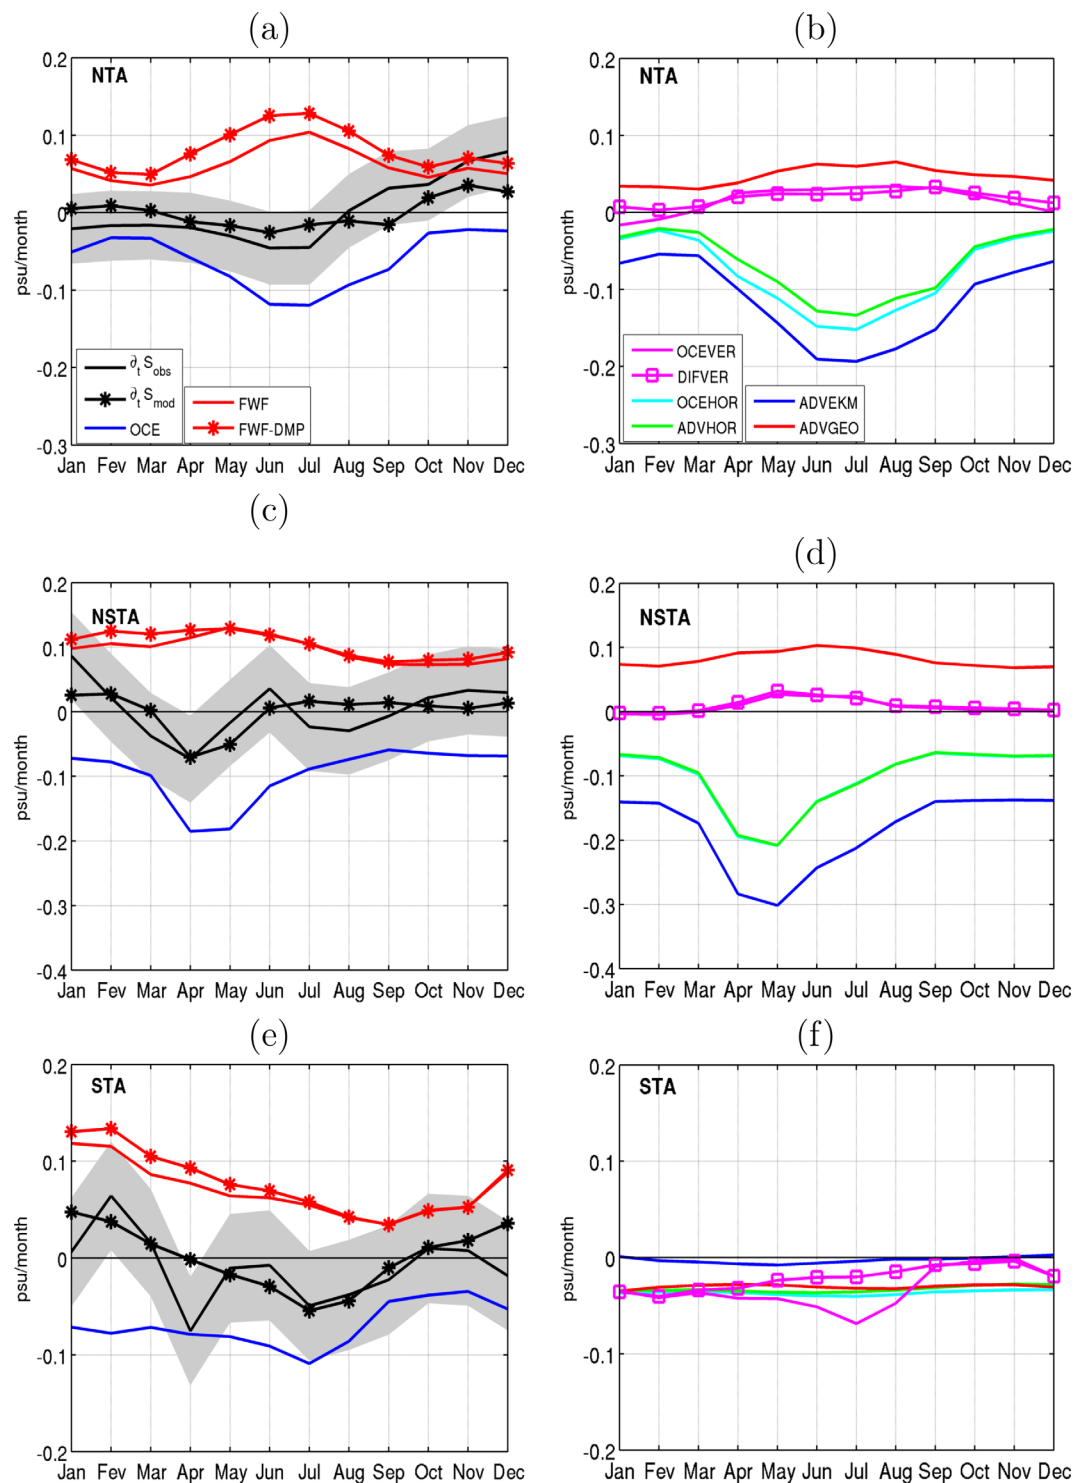 (a)
NTA
psu/month
0.2
0.1
0
-0.1
-0.2
-0.3
∂t Sobs
∂t Smod
OCE
FWF
FWF-DMP
Jan Fev Mar Apr May Jun Jul Aug Sep Oct Nov Dec
(b)
NTA
psu/month
0.2
0.1
0
-0.1
-0.2
-0.3
OCEVER
DIFVER
OCEHOR
ADVHOR
ADVEKM
ADVGEO
Jan Fev Mar Apr May Jun Jul Aug Sep Oct Nov Dec
(c)
NSTA
psu/month
0.2
0.1
0
-0.1
-0.2
-0.3
-0.4
Jan Fev Mar Apr May Jun Jul Aug Sep Oct Nov Dec
(d)
NSTA
psu/month
0.2
0.1
0
-0.1
-0.2
-0.3
-0.4
Jan Fev Mar Apr May Jun Jul Aug Sep Oct Nov Dec
(e)
STA
psu/month
0.2
0.1
0
-0.1
-0.2
Jan Fev Mar Apr May Jun Jul Aug Sep Oct Nov Dec
(f)
STA
psu/month
0.2
0.1
0
-0.1
-0.2
Jan Fev Mar Apr May Jun Jul Aug Sep Oct Nov Dec